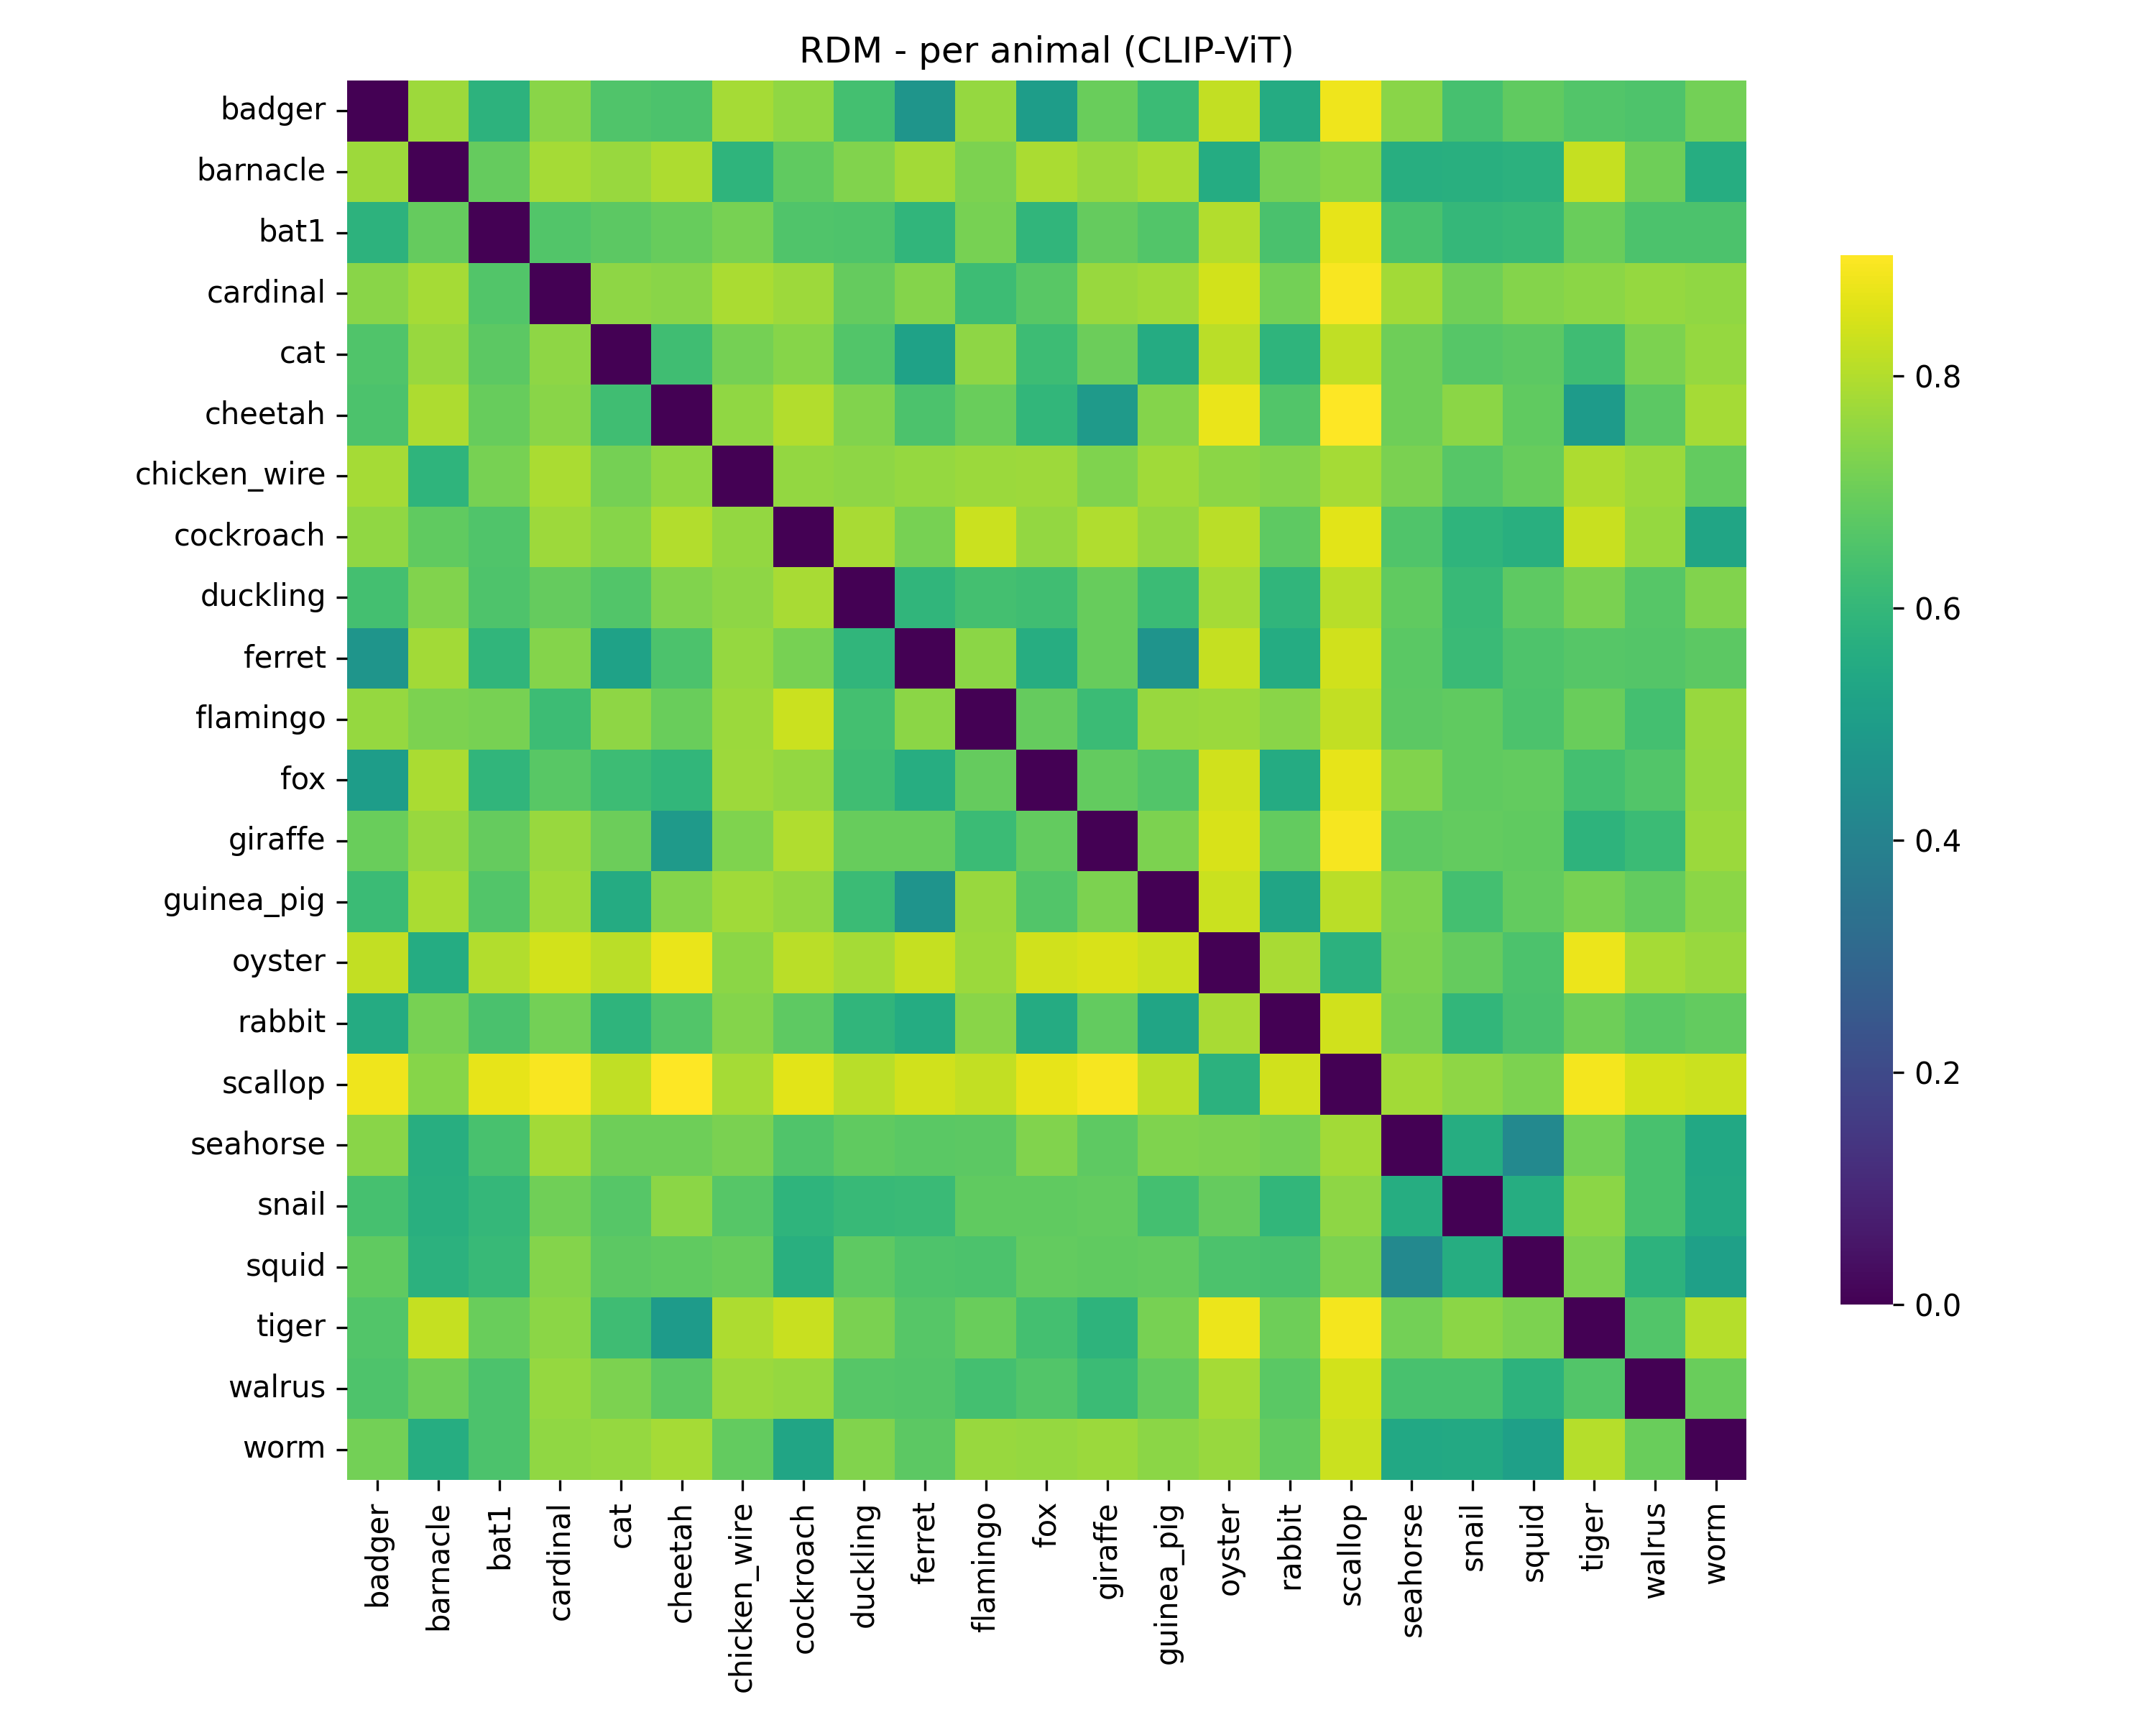 RDM - per animal (CLIP-ViT)
badger
barnacle
bat1
cardinal
cat
cheetah
chicken_wire
cockroach
duckling
ferret
flamingo
fox
giraffe
guinea_pig
oyster
rabbit
scallop
seahorse
snail
squid
tiger
walrus
worm
0.8
0.6
0.4
0.2
0.0
badger
barnacle
bat1
cardinal
cat
cheetah
chicken_wire
cockroach
duckling
ferret
flamingo
fox
giraffe
guinea_pig
oyster
rabbit
scallop
seahorse
snail
squid
tiger
walrus
worm